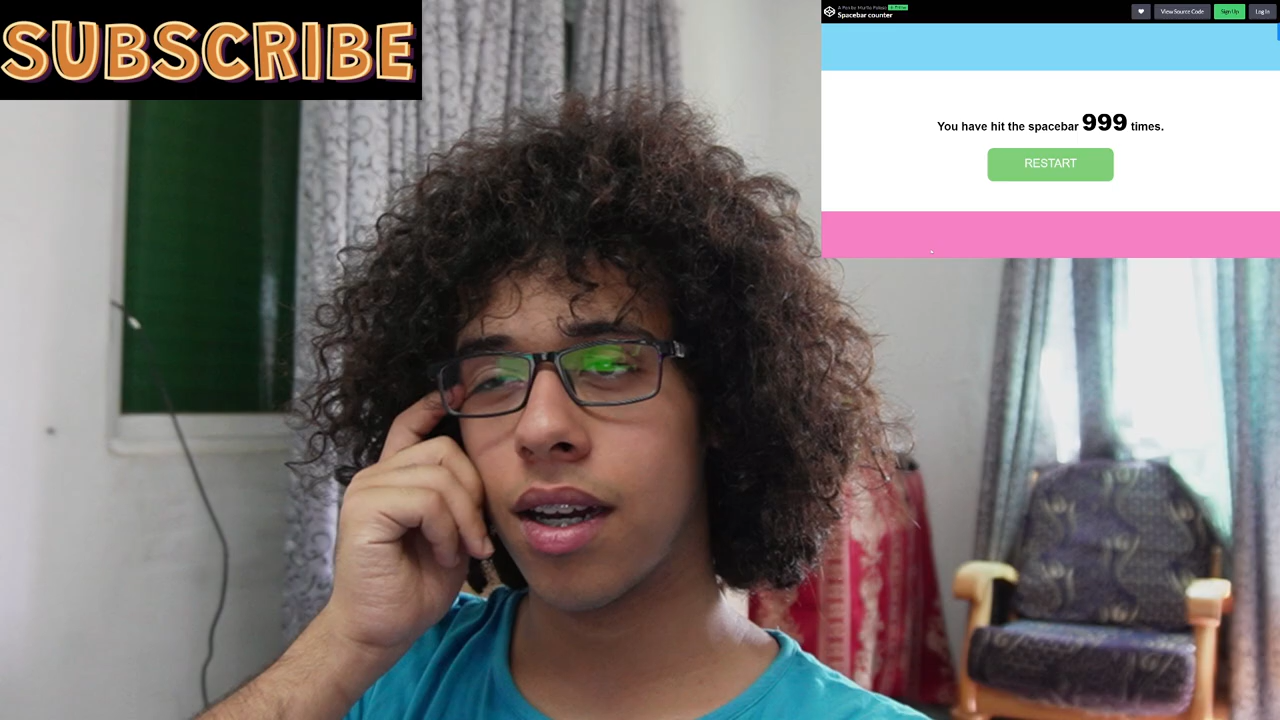 SUBSCRIBE
Spacebar counter
View Source Code
Sign Up
Log In
You have hit the spacebar 999 times.
RESTART